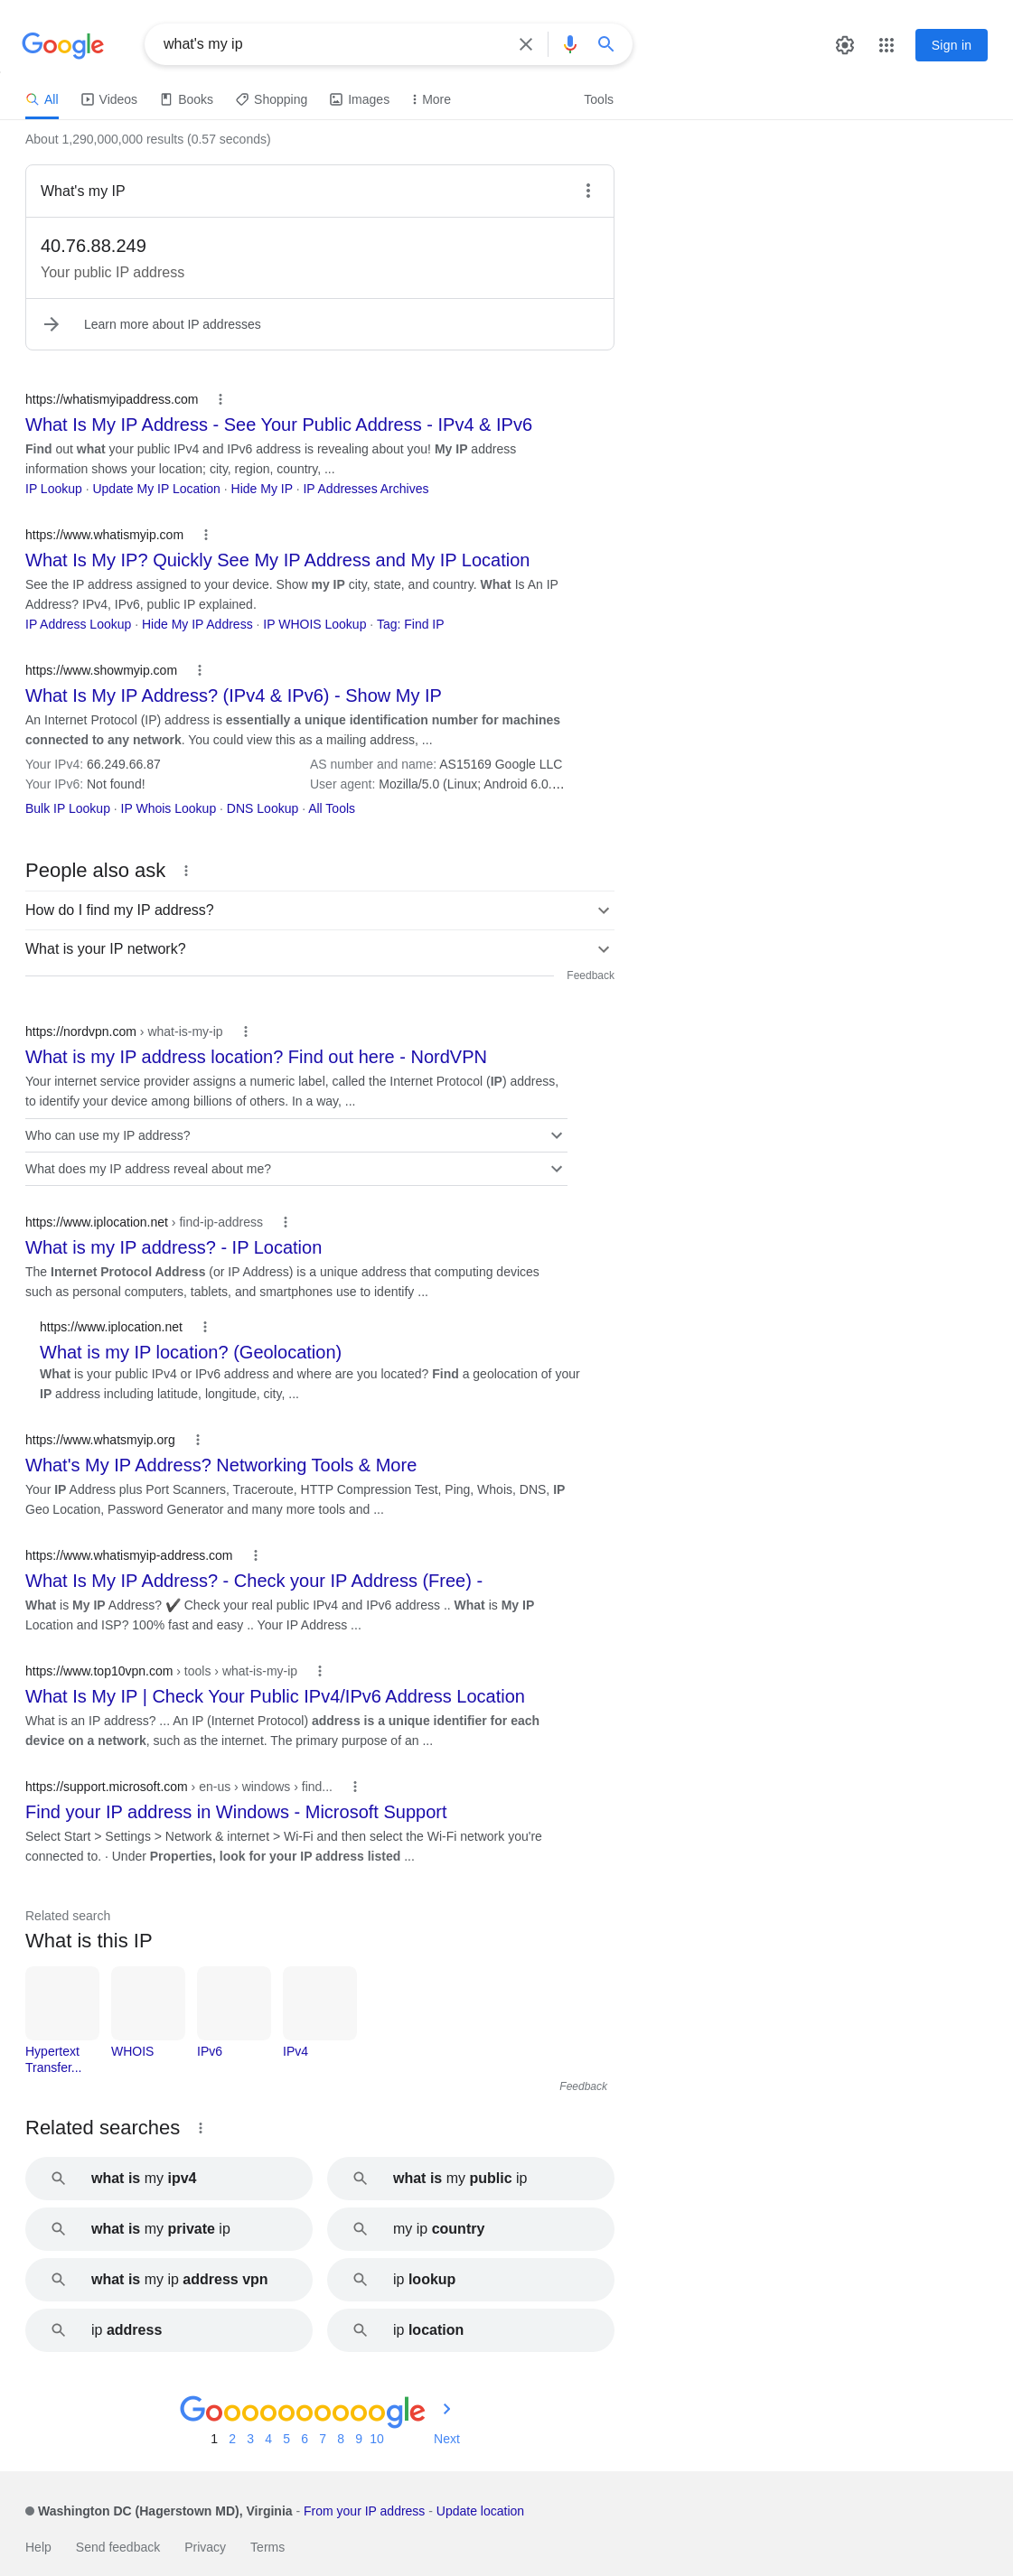 Google
what's my ip
Sign in
All Videos Books Shopping Images More Tools
About 1,290,000,000 results (0.57 seconds)
What's my IP
40.76.88.249
Your public IP address
Learn more about IP addresses
https://whatismyipaddress.com
What Is My IP Address - See Your Public Address - IPv4 & IPv6
Find out what your public IPv4 and IPv6 address is revealing about you! My IP address
information shows your location; city, region, country, ...
IP Lookup · Update My IP Location · Hide My IP · IP Addresses Archives
https://www.whatismyip.com
What Is My IP? Quickly See My IP Address and My IP Location
See the IP address assigned to your device. Show my IP city, state, and country. What Is An IP
Address? IPv4, IPv6, public IP explained.
IP Address Lookup · Hide My IP Address · IP WHOIS Lookup · Tag: Find IP
https://www.showmyip.com
What Is My IP Address? (IPv4 & IPv6) - Show My IP
An Internet Protocol (IP) address is essentially a unique identification number for machines
connected to any network. You could view this as a mailing address, ...
Your IPv4: 66.249.66.87 AS number and name: AS15169 Google LLC
Your IPv6: Not found! User agent: Mozilla/5.0 (Linux; Android 6.0....
Bulk IP Lookup · IP Whois Lookup · DNS Lookup · All Tools
People also ask
How do I find my IP address?
What is your IP network?
Feedback
https://nordvpn.com › what-is-my-ip
What is my IP address location? Find out here - NordVPN
Your internet service provider assigns a numeric label, called the Internet Protocol (IP) address,
to identify your device among billions of others. In a way, ...
Who can use my IP address?
What does my IP address reveal about me?
https://www.iplocation.net › find-ip-address
What is my IP address? - IP Location
The Internet Protocol Address (or IP Address) is a unique address that computing devices
such as personal computers, tablets, and smartphones use to identify ...
https://www.iplocation.net
What is my IP location? (Geolocation)
What is your public IPv4 or IPv6 address and where are you located? Find a geolocation of your
IP address including latitude, longitude, city, ...
https://www.whatsmyip.org
What's My IP Address? Networking Tools & More
Your IP Address plus Port Scanners, Traceroute, HTTP Compression Test, Ping, Whois, DNS, IP
Geo Location, Password Generator and many more tools and ...
https://www.whatismyip-address.com
What Is My IP Address? - Check your IP Address (Free) -
What is My IP Address? ✔ Check your real public IPv4 and IPv6 address .. What is My IP
Location and ISP? 100% fast and easy .. Your IP Address ...
https://www.top10vpn.com › tools › what-is-my-ip
What Is My IP | Check Your Public IPv4/IPv6 Address Location
What is an IP address? ... An IP (Internet Protocol) address is a unique identifier for each
device on a network, such as the internet. The primary purpose of an ...
https://support.microsoft.com › en-us › windows › find...
Find your IP address in Windows - Microsoft Support
Select Start > Settings > Network & internet > Wi-Fi and then select the Wi-Fi network you're
connected to. · Under Properties, look for your IP address listed ...
Related search
What is this IP
Hypertext WHOIS IPv6 IPv4
Transfer...
Feedback
Related searches
what is my ipv4
what is my public ip
what is my private ip
my ip country
what is my ip address vpn
ip lookup
ip address
ip location
Goooooooooogle
1 2 3 4 5 6 7 8 9 10 Next
Washington DC (Hagerstown MD), Virginia - From your IP address - Update location
Help Send feedback Privacy Terms